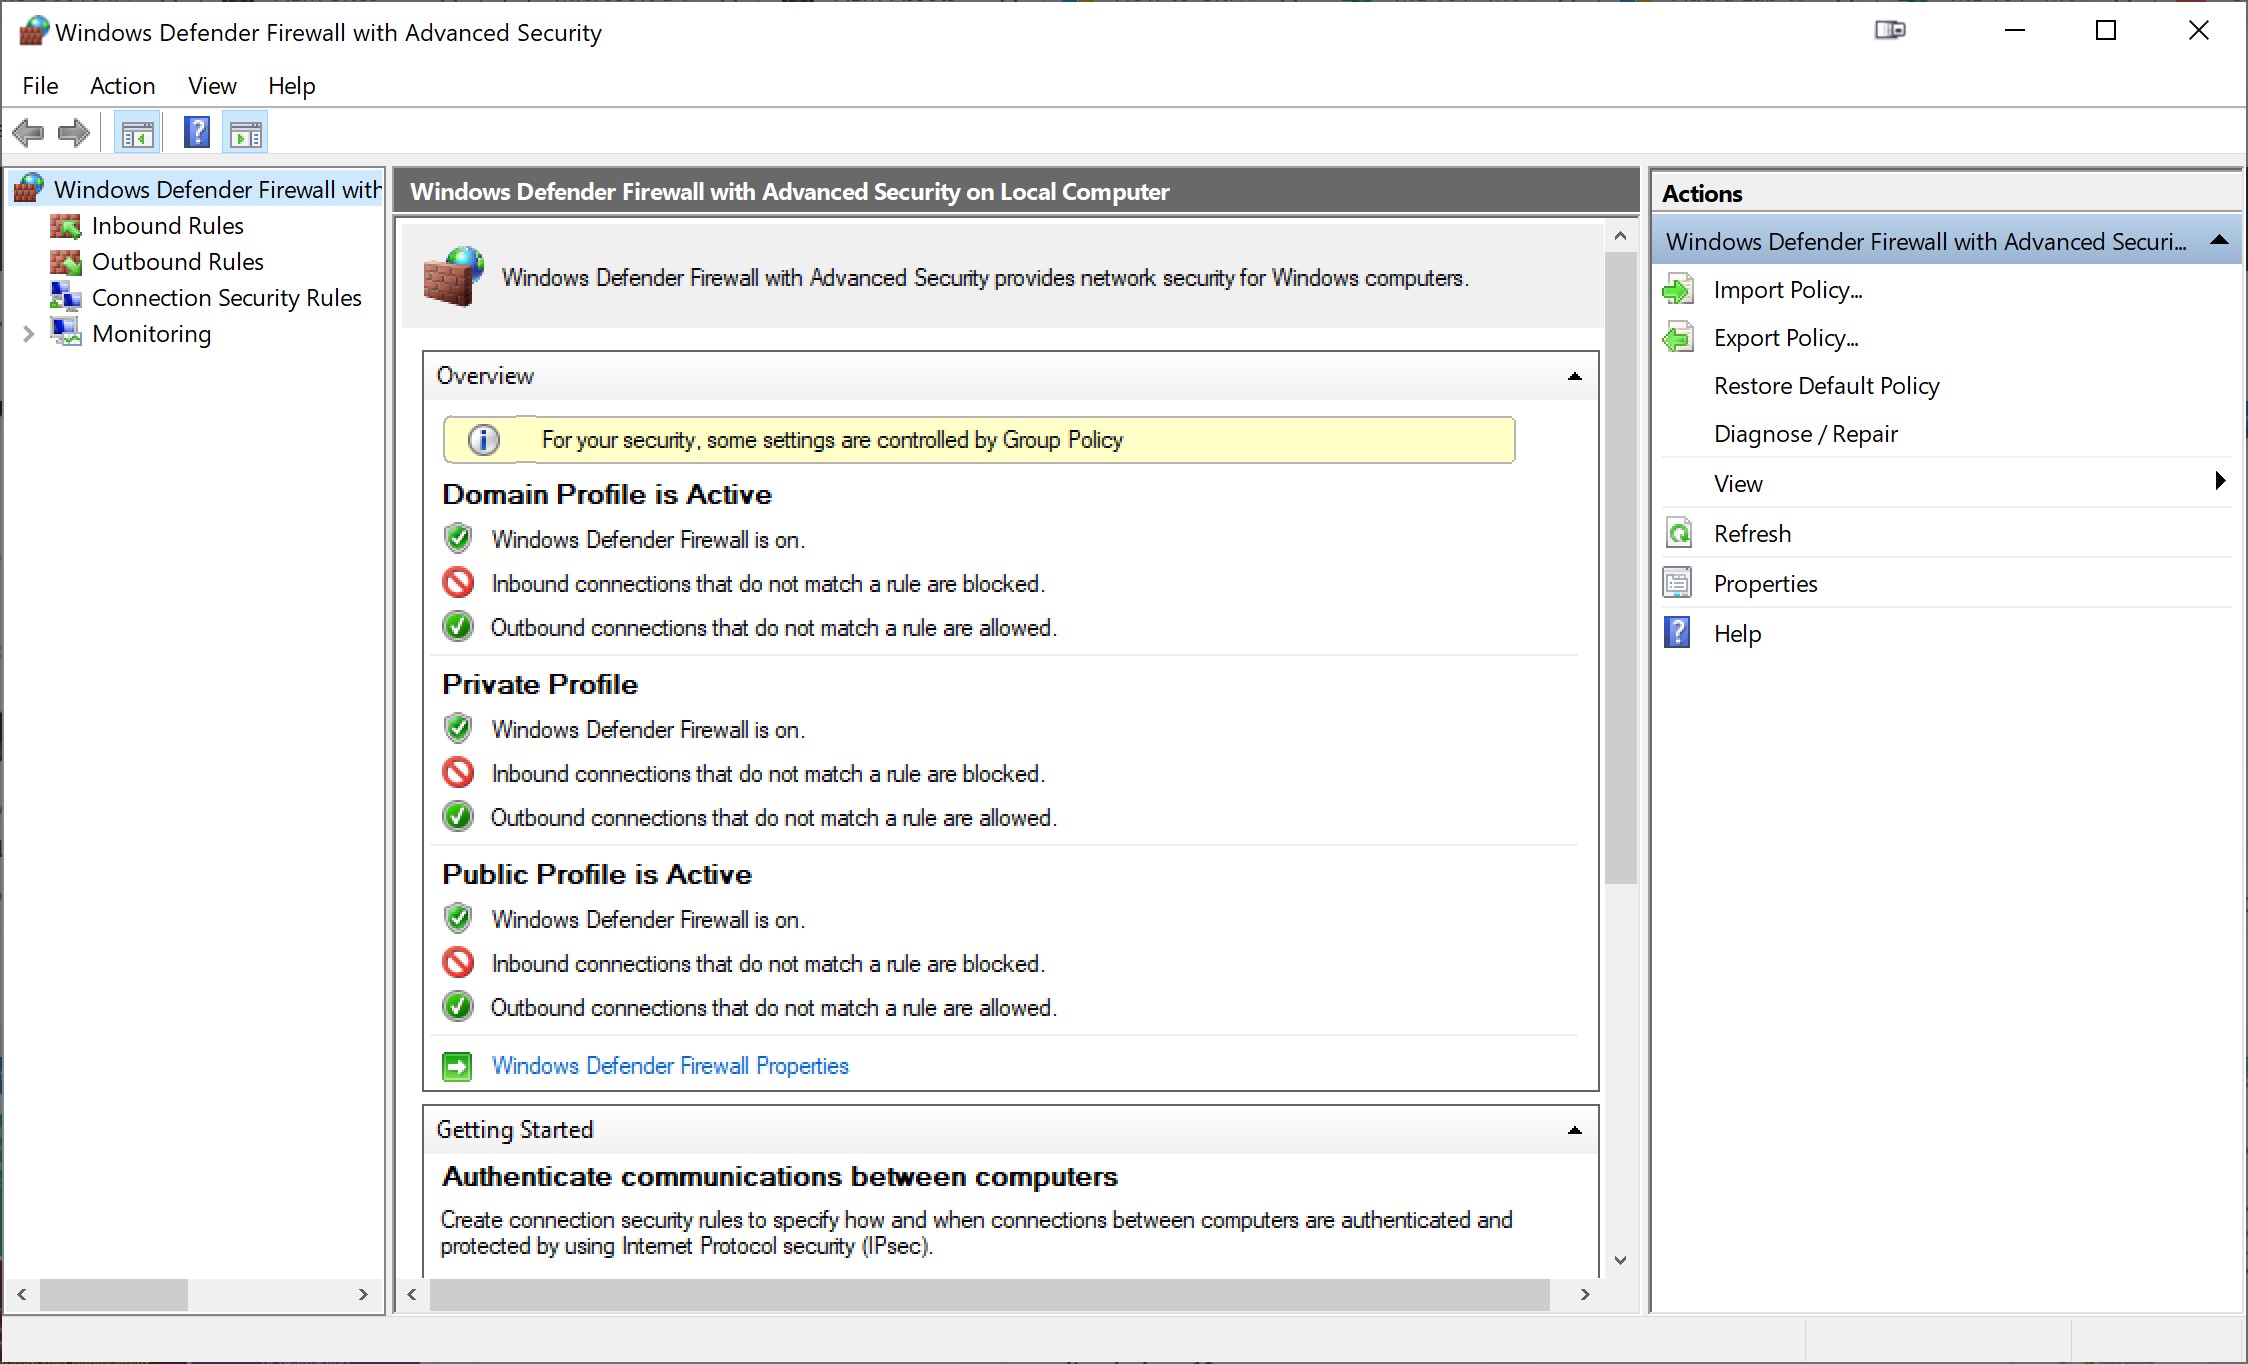 Windows Defender Firewall with Advanced Security
File Action View Help
Windows Defender Firewall with
Inbound Rules
Outbound Rules
Connection Security Rules
Monitoring
Windows Defender Firewall with Advanced Security on Local Computer
Windows Defender Firewall with Advanced Security provides network security for Windows computers.
Overview
For your security, some settings are controlled by Group Policy
Domain Profile is Active
Windows Defender Firewall is on.
Inbound connections that do not match a rule are blocked.
Outbound connections that do not match a rule are allowed.
Private Profile
Windows Defender Firewall is on.
Inbound connections that do not match a rule are blocked.
Outbound connections that do not match a rule are allowed.
Public Profile is Active
Windows Defender Firewall is on.
Inbound connections that do not match a rule are blocked.
Outbound connections that do not match a rule are allowed.
Windows Defender Firewall Properties
Getting Started
Authenticate communications between computers
Create connection security rules to specify how and when connections between computers are authenticated and
protected by using Internet Protocol security (IPsec).
Actions
Windows Defender Firewall with Advanced Securi...
Import Policy...
Export Policy...
Restore Default Policy
Diagnose / Repair
View
Refresh
Properties
Help